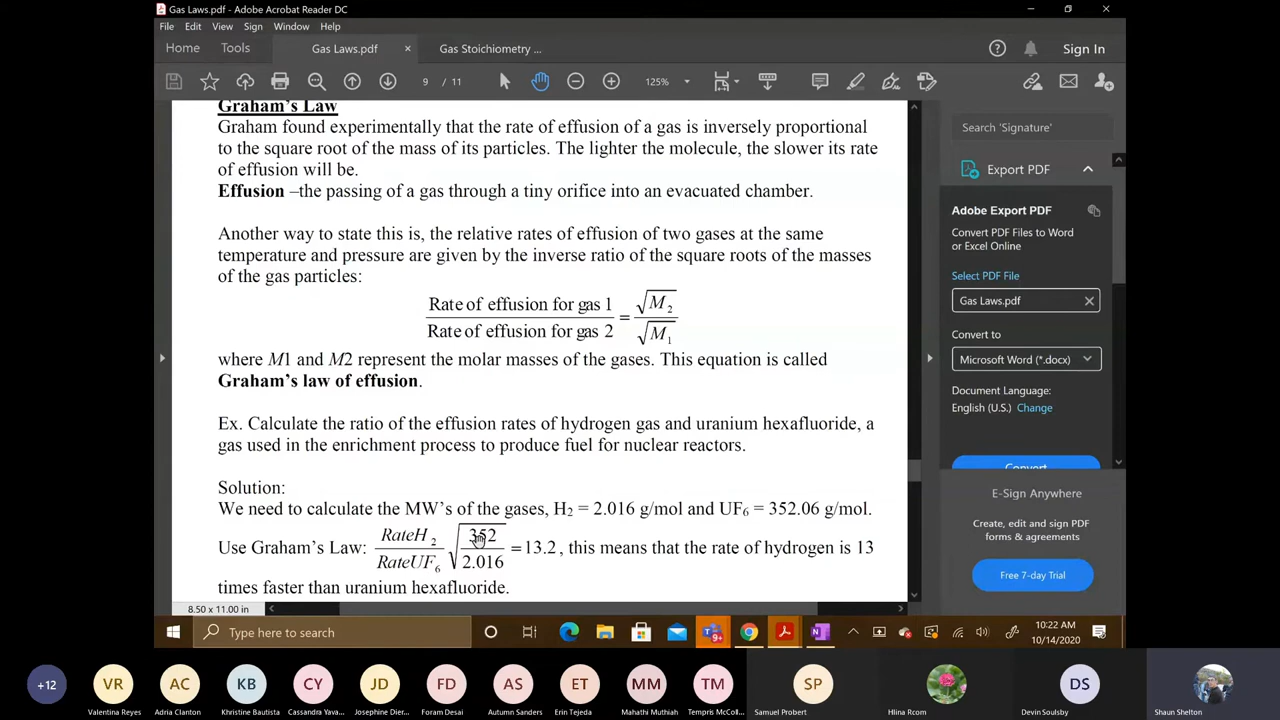 Gas Laws.pdf - Adobe Acrobat Reader DC
File Edit View Sign Window Help
Home Tools Gas Laws.pdf × Gas Stoichiometry ... Sign In
9 / 11 125%
Graham's Law
Graham found experimentally that the rate of effusion of a gas is inversely proportional
to the square root of the mass of its particles. The lighter the molecule, the slower its rate
of effusion will be.
Effusion –the passing of a gas through a tiny orifice into an evacuated chamber.
Another way to state this is, the relative rates of effusion of two gases at the same
temperature and pressure are given by the inverse ratio of the square roots of the masses
of the gas particles:
Rate of effusion for gas 1 / Rate of effusion for gas 2 = √M₂ / √M₁
where M1 and M2 represent the molar masses of the gases. This equation is called
Graham's law of effusion.
Ex. Calculate the ratio of the effusion rates of hydrogen gas and uranium hexafluoride, a
gas used in the enrichment process to produce fuel for nuclear reactors.
Solution:
We need to calculate the MW's of the gases, H₂ = 2.016 g/mol and UF₆ = 352.06 g/mol.
Use Graham's Law: RateH₂ / RateUF₆ √352 / 2.016 = 13.2, this means that the rate of hydrogen is 13
times faster than uranium hexafluoride.
8.50 x 11.00 in
Search 'Signature'
Export PDF
Adobe Export PDF
Convert PDF Files to Word
or Excel Online
Select PDF File
Gas Laws.pdf
Convert to
Microsoft Word (*.docx)
Document Language:
English (U.S.) Change
Convert
E-Sign Anywhere
Create, edit and sign PDF
forms & agreements
Free 7-day Trial
Type here to search
9+
10:22 AM
10/14/2020
+12 VR AC KB CY JD FD AS ET MM TM SP DS
Valentina Reyes Adria Clanton Khristine Bautista Cassandra Yava... Josephine Dier... Foram Desai Autumn Sanders Erin Tejeda Mahathi Muthiah Tempris McColl... Samuel Probert Hlina Rcom Devin Soulsby Shaun Shelton